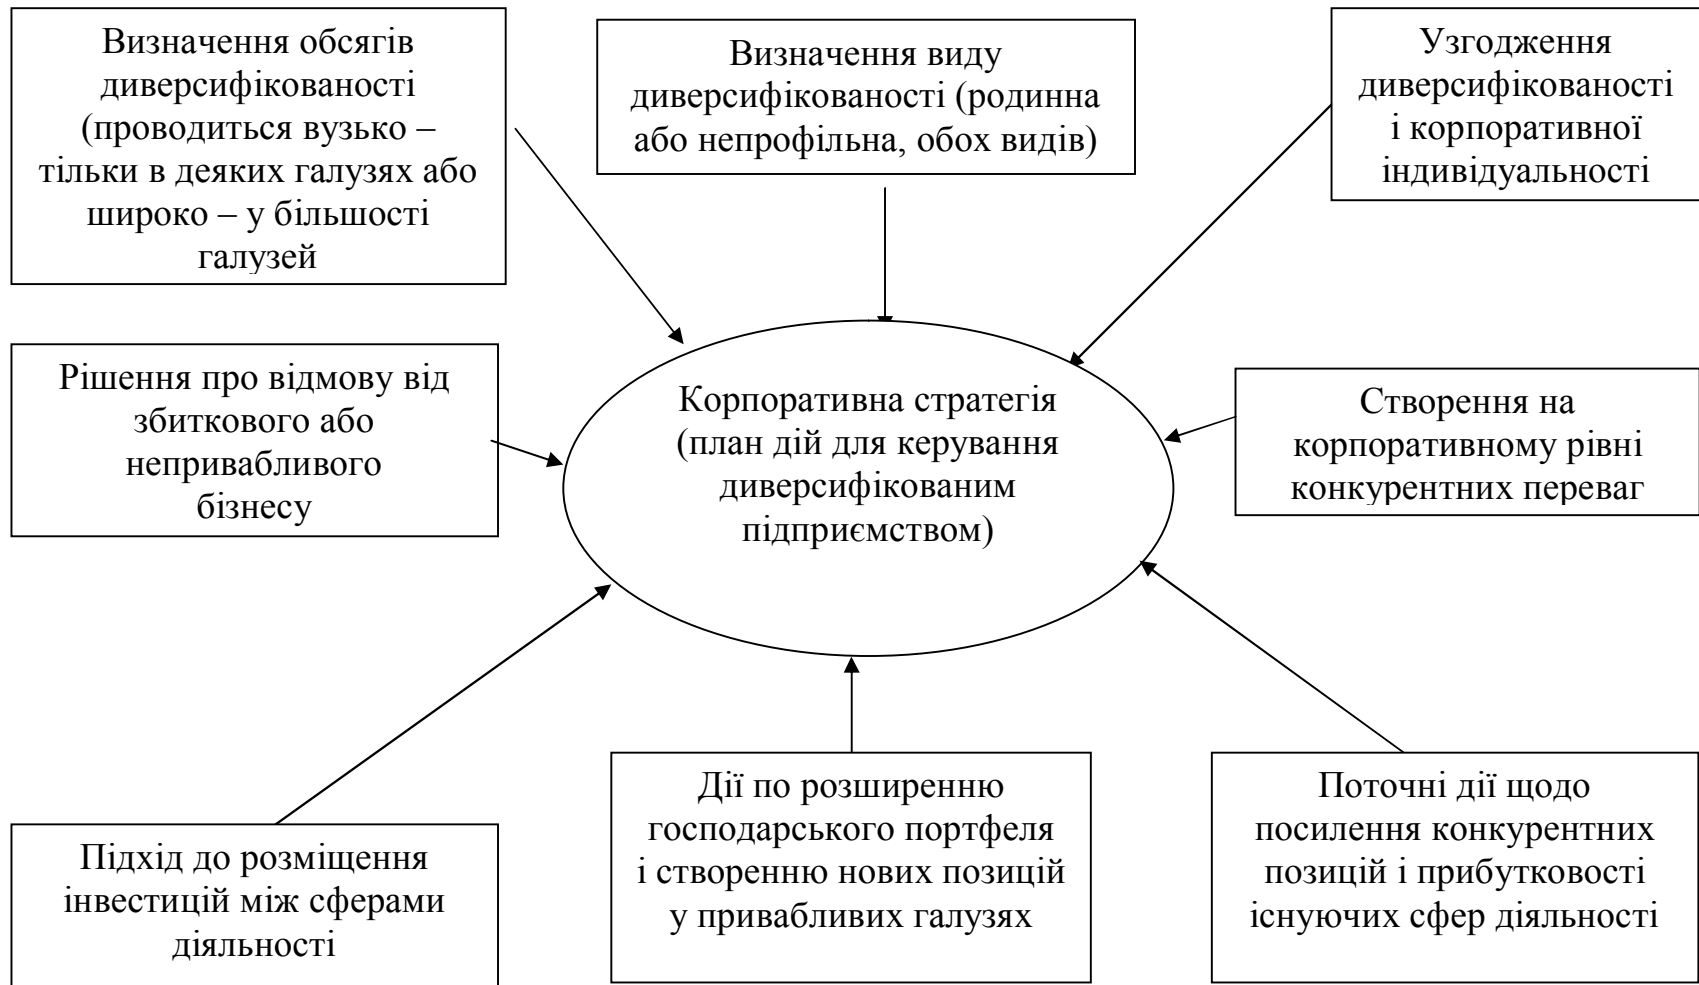 Визначення обсягів
диверсифікованості
(проводиться вузько –
тільки в деяких галузях або
широко – у більшості
галузей
Визначення виду
диверсифікованості (родинна
або непрофільна, обох видів)
Узгодження
диверсифікованості
і корпоративної
індивідуальності
Рішення про відмову від
збиткового або
непривабливого
бізнесу
Корпоративна стратегія
(план дій для керування
диверсифікованим
підприємством)
Створення на
корпоративному рівні
конкурентних переваг
Підхід до розміщення
інвестицій між сферами
діяльності
Дії по розширенню
господарського портфеля
і створенню нових позицій
у привабливих галузях
Поточні дії щодо
посилення конкурентних
позицій і прибутковості
існуючих сфер діяльності